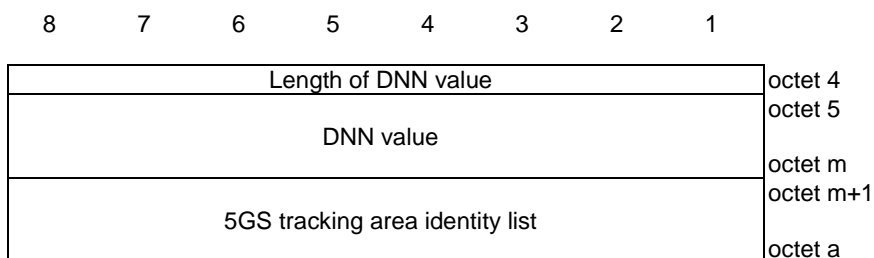 8 7 6 5 4 3 2 1
Length of DNN value octet 4
octet 5
DNN value
octet m
octet m+1
5GS tracking area identity list
octet a